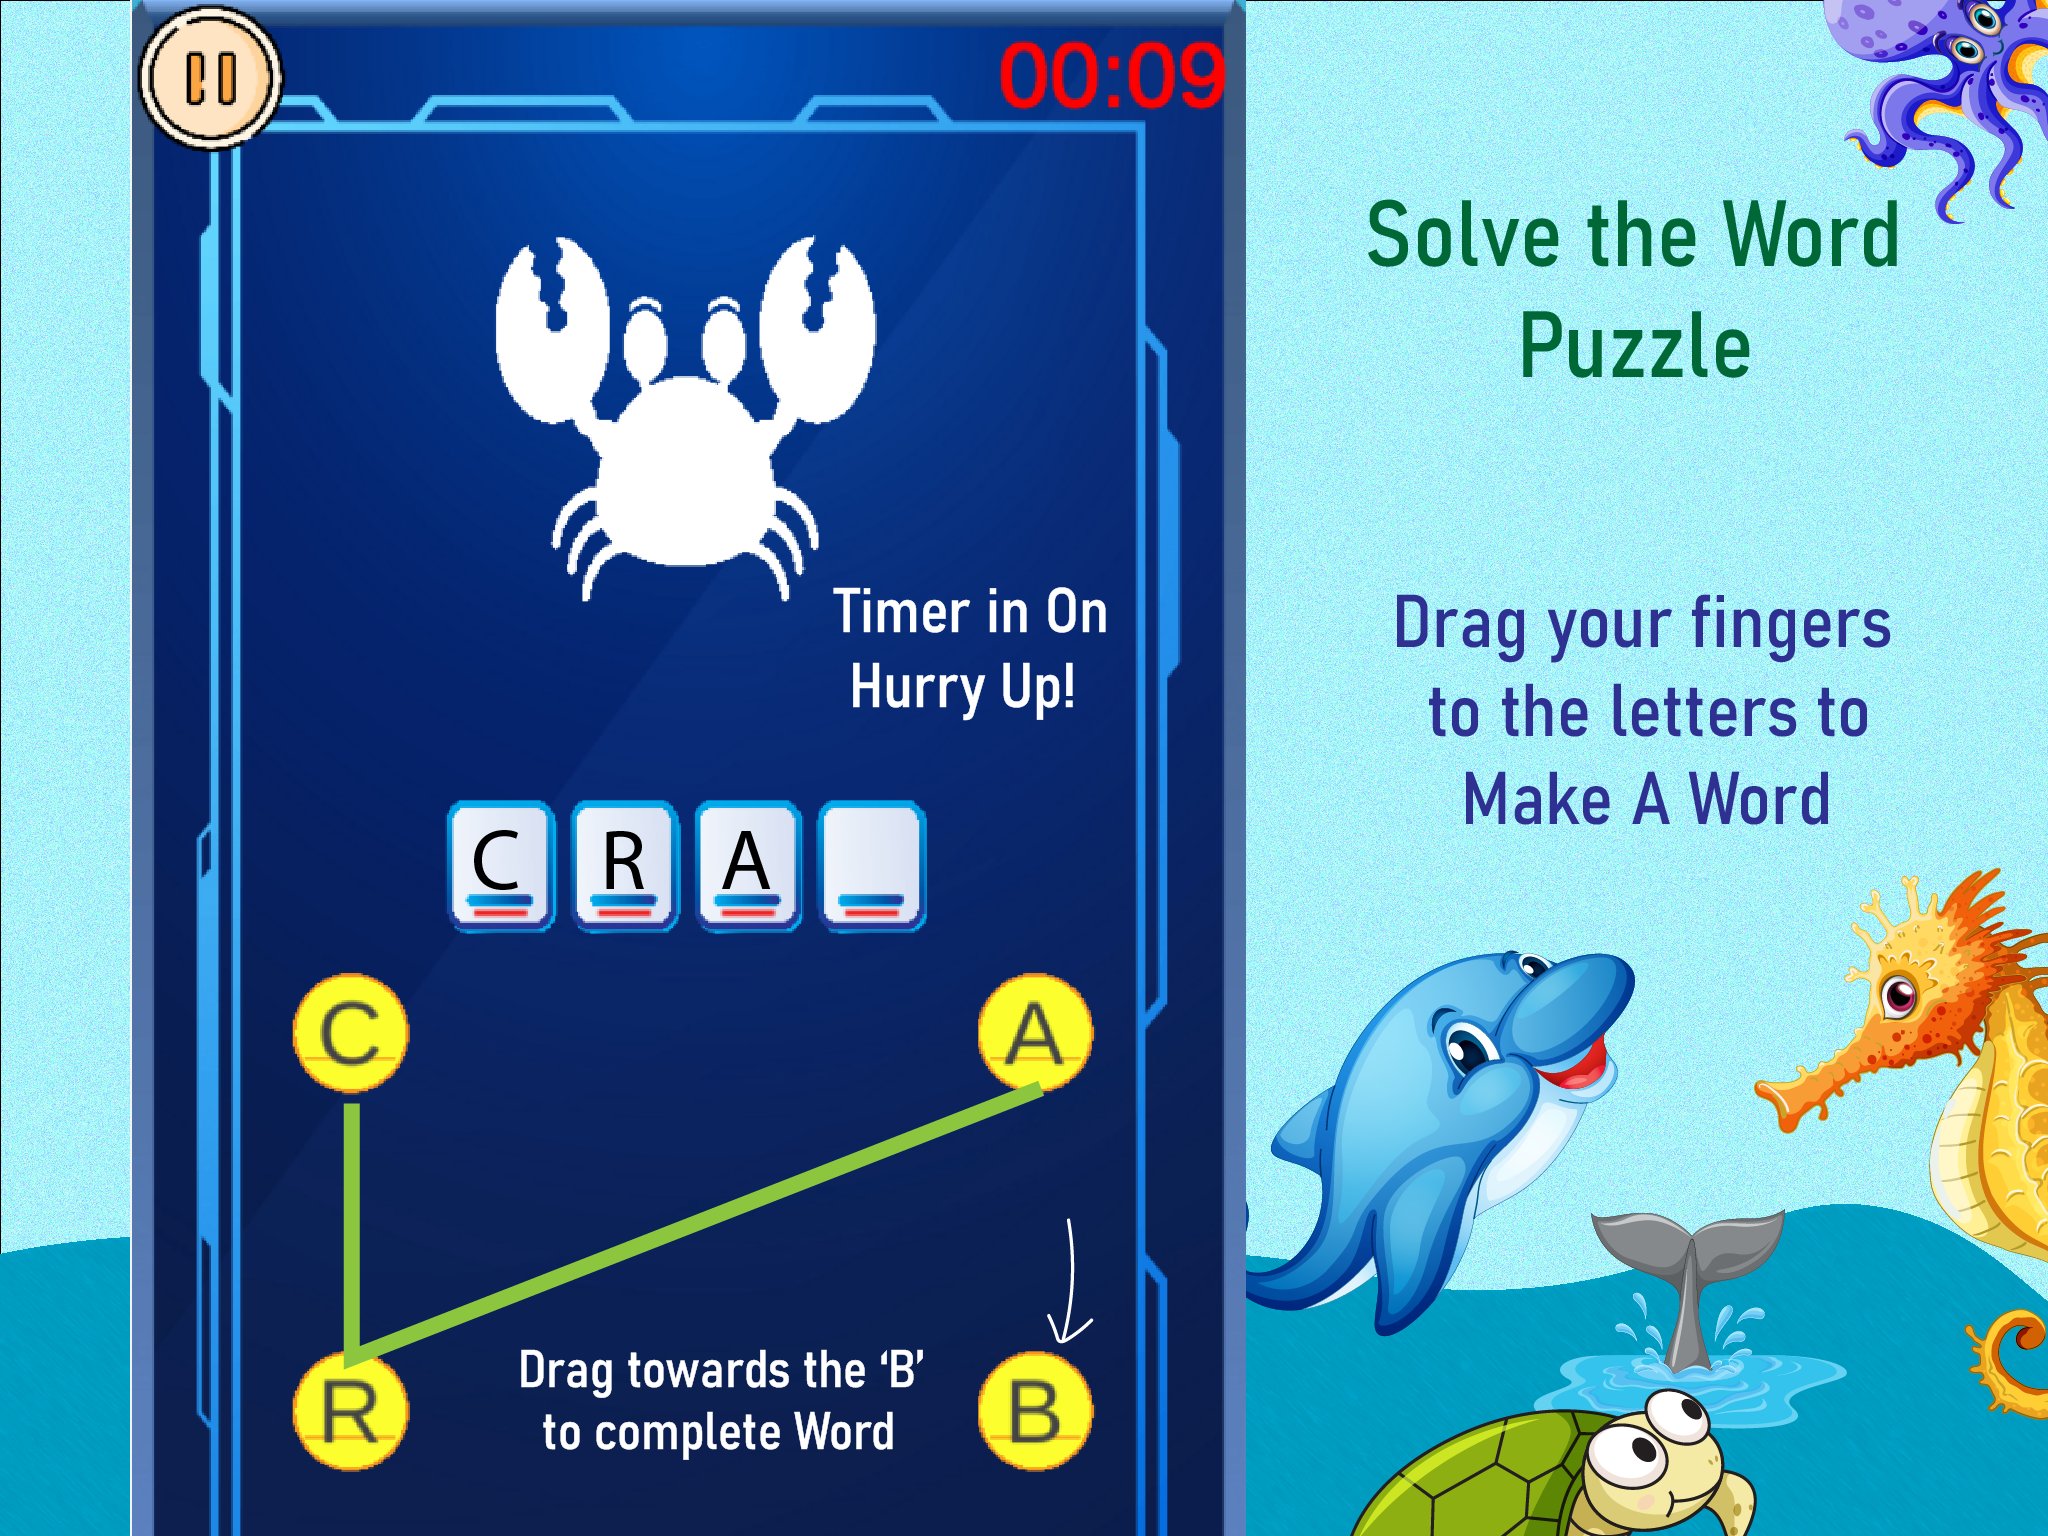 00:09
Timer in On
Hurry Up!
C R A
C
A
R
B
Drag towards the ‘B’
to complete Word
Solve the Word
Puzzle
Drag your fingers
to the letters to
Make A Word